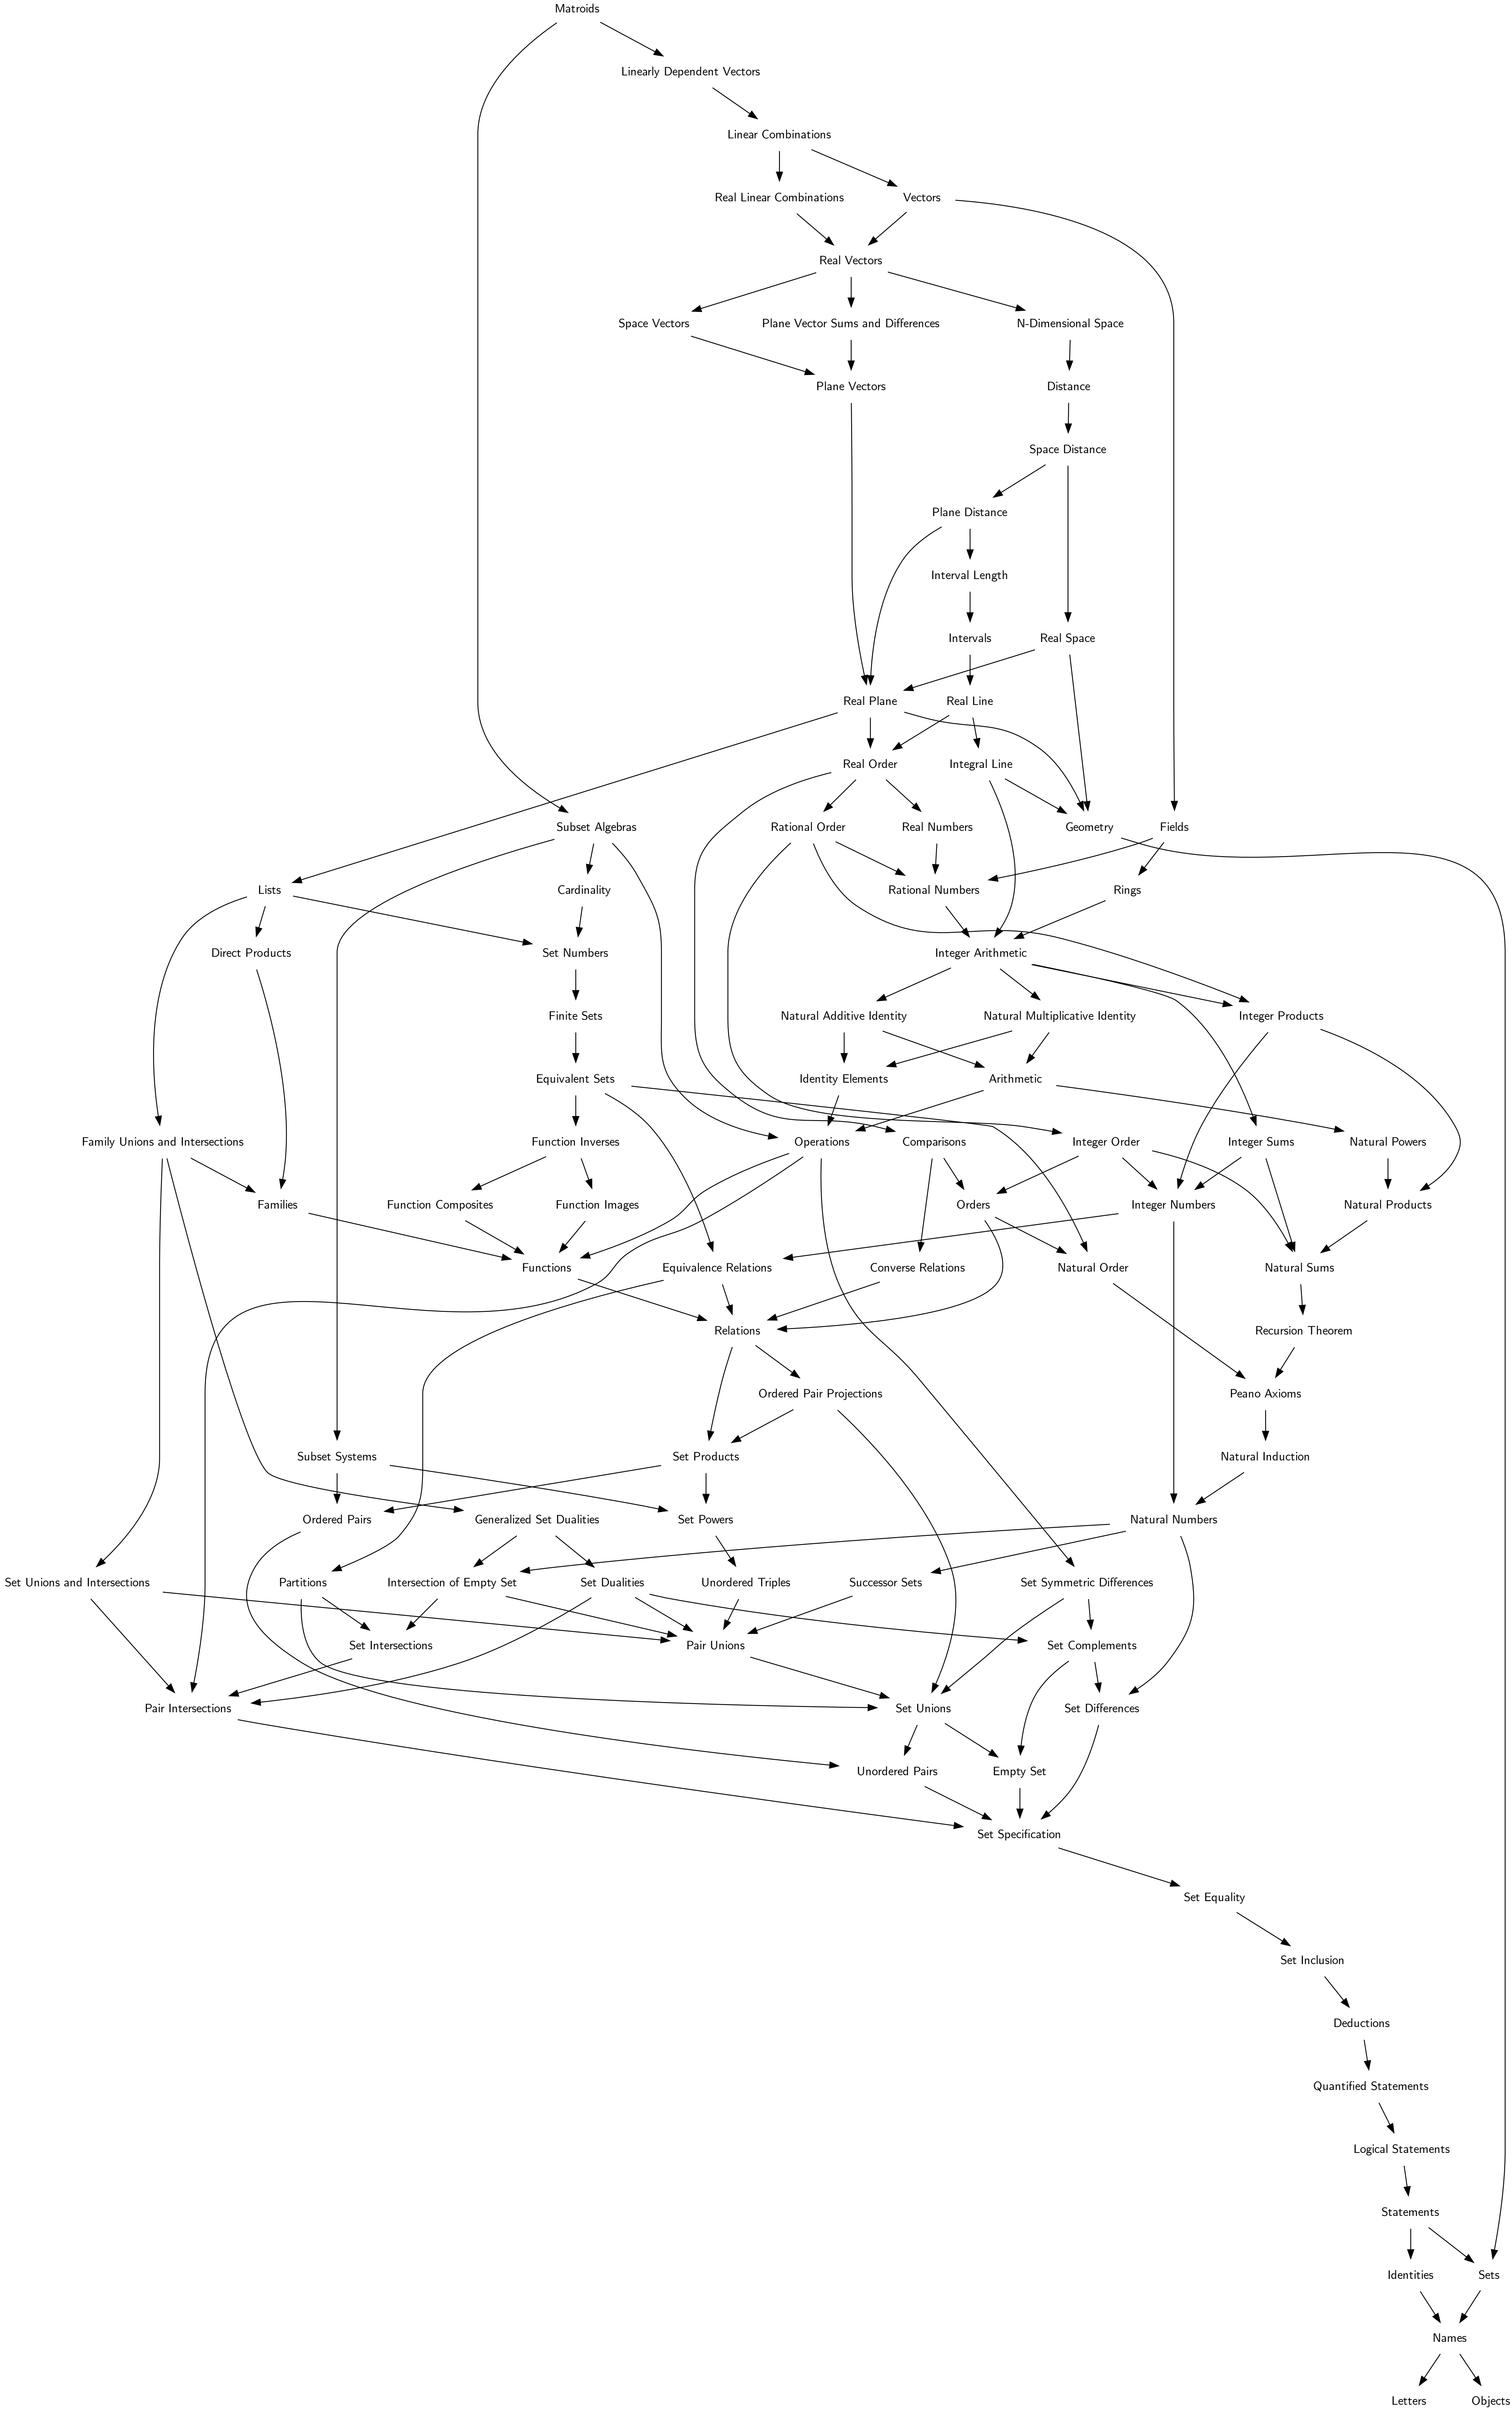 Matroids
Linearly Dependent Vectors
Linear Combinations
Real Linear Combinations
Vectors
Real Vectors
Space Vectors
Plane Vector Sums and Differences
N-Dimensional Space
Plane Vectors
Distance
Space Distance
Plane Distance
Interval Length
Intervals
Real Space
Real Plane
Real Line
Real Order
Integral Line
Subset Algebras
Rational Order
Real Numbers
Geometry
Fields
Lists
Cardinality
Rational Numbers
Rings
Direct Products
Set Numbers
Integer Arithmetic
Finite Sets
Natural Additive Identity
Natural Multiplicative Identity
Integer Products
Equivalent Sets
Identity Elements
Arithmetic
Family Unions and Intersections
Function Inverses
Operations
Comparisons
Integer Order
Integer Sums
Natural Powers
Families
Function Composites
Function Images
Orders
Integer Numbers
Natural Products
Functions
Equivalence Relations
Converse Relations
Natural Order
Natural Sums
Relations
Recursion Theorem
Ordered Pair Projections
Peano Axioms
Subset Systems
Set Products
Natural Induction
Ordered Pairs
Generalized Set Dualities
Set Powers
Natural Numbers
Set Unions and Intersections
Partitions
Intersection of Empty Set
Set Dualities
Unordered Triples
Successor Sets
Set Symmetric Differences
Set Intersections
Pair Unions
Set Complements
Pair Intersections
Set Unions
Set Differences
Unordered Pairs
Empty Set
Set Specification
Set Equality
Set Inclusion
Deductions
Quantified Statements
Logical Statements
Statements
Identities
Sets
Names
Letters
Objects